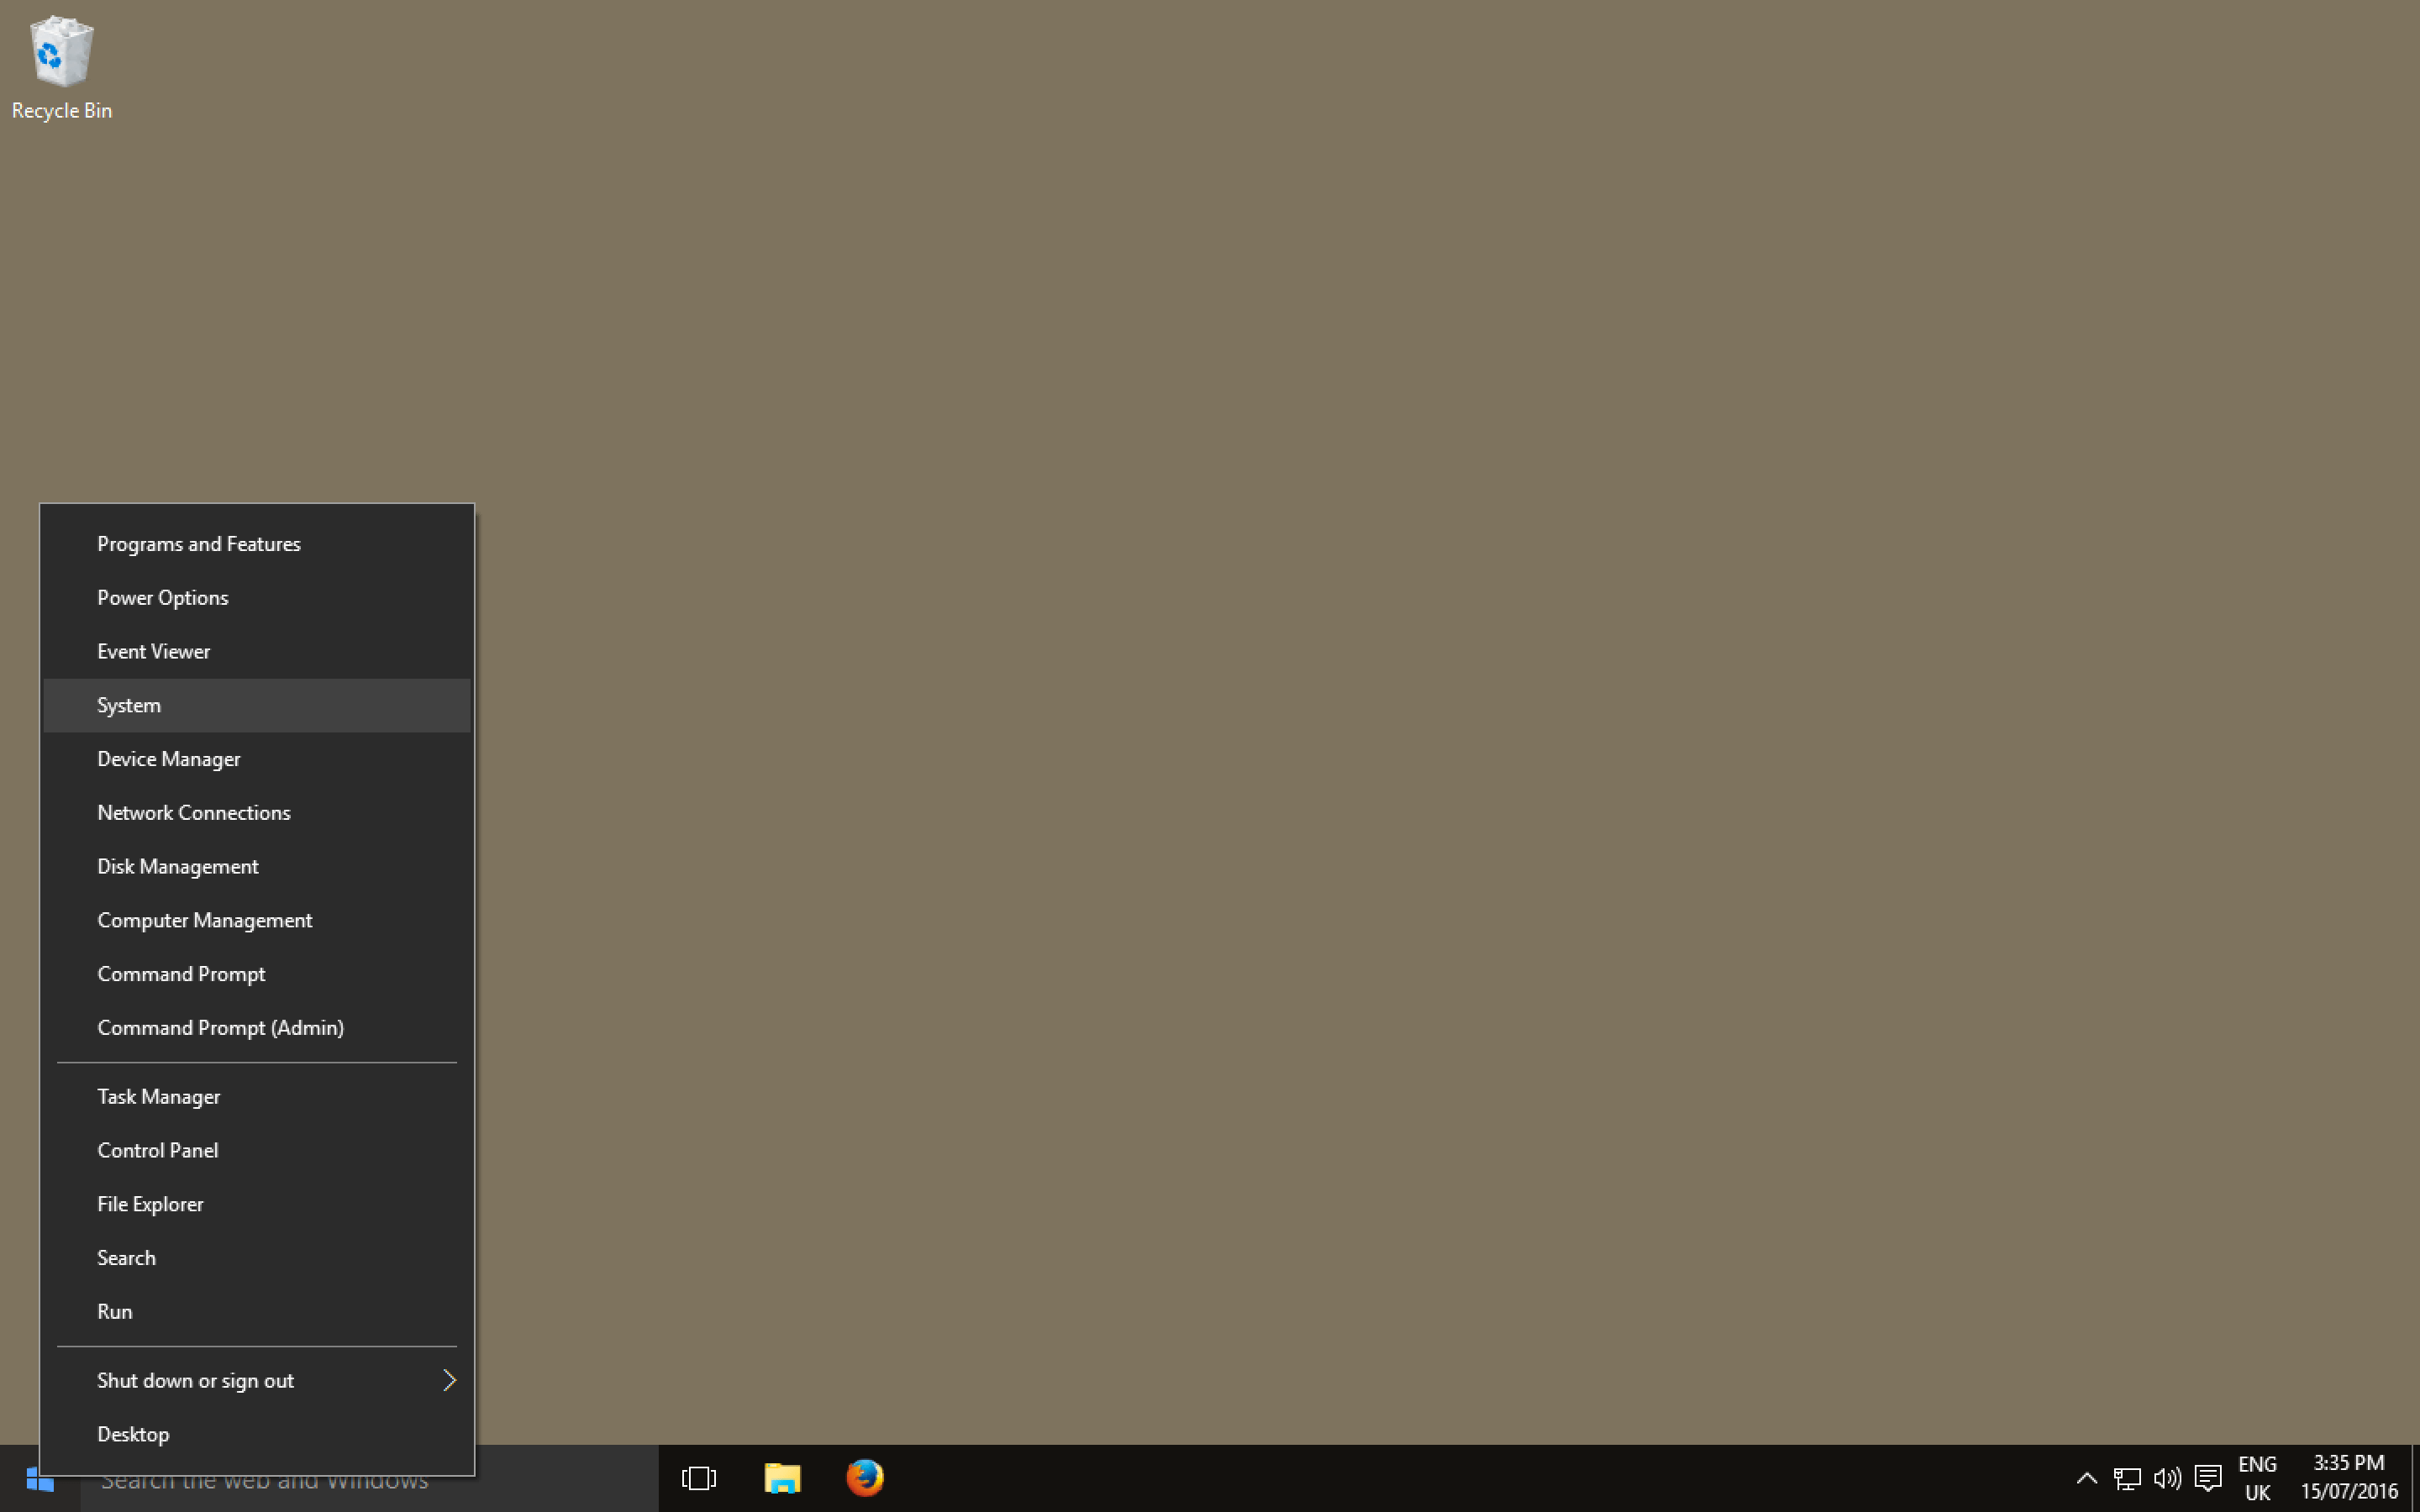 Recycle Bin
Programs and Features
Power Options
Event Viewer
System
Device Manager
Network Connections
Disk Management
Computer Management
Command Prompt
Command Prompt (Admin)
Task Manager
Control Panel
File Explorer
Search
Run
Shut down or sign out
Desktop
Search the web and Windows
ENG
UK
3:35 PM
15/07/2016